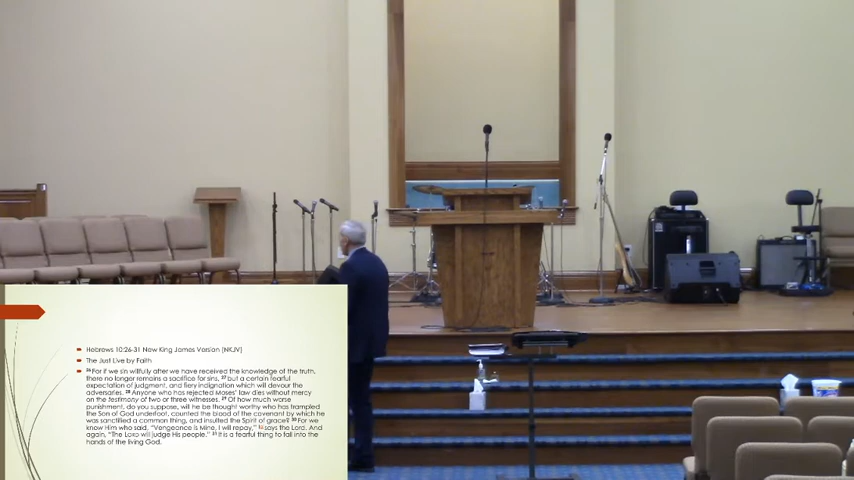 Hebrews 10:26-31 New King James Version (NKJV)
The Just Live by Faith
26 For if we sin willfully after we have received the knowledge of the truth,
there no longer remains a sacrifice for sins, 27 but a certain fearful
expectation of judgment, and fiery indignation which will devour the
adversaries. 28 Anyone who has rejected Moses' law dies without mercy
on the testimony of two or three witnesses. 29 Of how much worse
punishment, do you suppose, will he be thought worthy who has trampled
the Son of God underfoot, counted the blood of the covenant by which he
was sanctified a common thing, and insulted the Spirit of grace? 30 For we
know Him who said, "Vengeance is Mine, I will repay," says the Lord. And
again, "The LORD will judge His people." 31 It is a fearful thing to fall into the
hands of the living God.